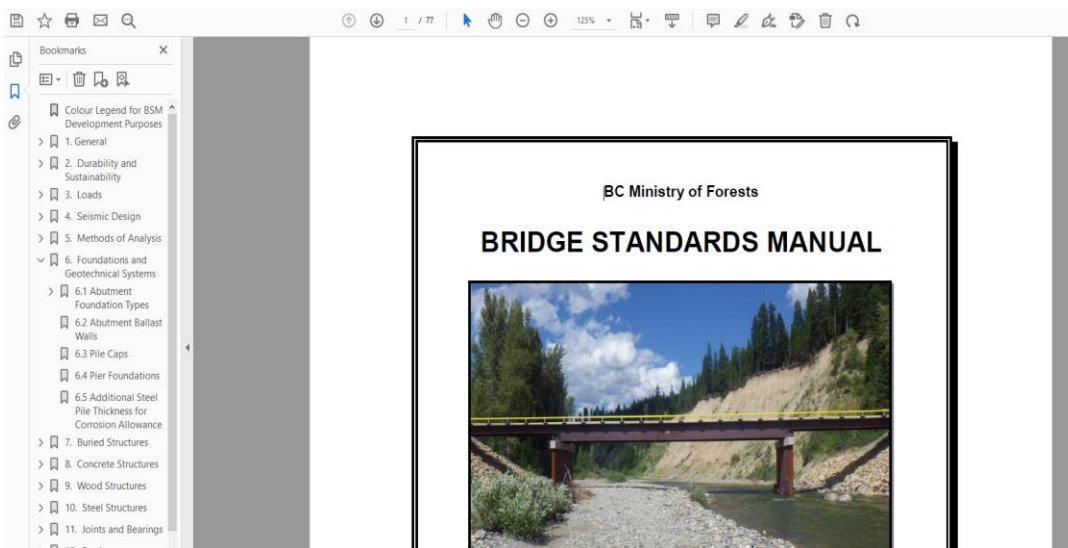 1 / 77
125%
Bookmarks
Colour Legend for BSM
Development Purposes
1. General
2. Durability and
Sustainability
3. Loads
4. Seismic Design
5. Methods of Analysis
6. Foundations and
Geotechnical Systems
6.1 Abutment
Foundation Types
6.2 Abutment Ballast
Walls
6.3 Pile Caps
6.4 Pier Foundations
6.5 Additional Steel
Pile Thickness for
Corrosion Allowance
7. Buried Structures
8. Concrete Structures
9. Wood Structures
10. Steel Structures
11. Joints and Bearings
BC Ministry of Forests
BRIDGE STANDARDS MANUAL